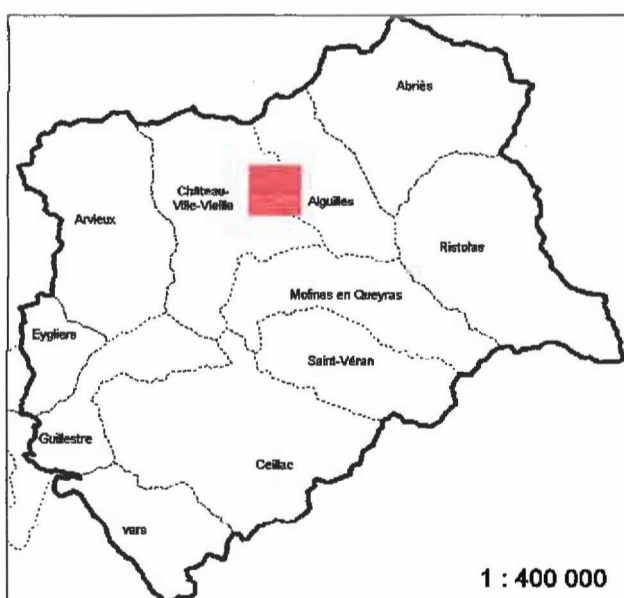 Abriès
Château-
Ville-Vieille
Aiguilles
Arvieux
Ristolas
Molines en Queyras
Eygliers
Saint-Véran
Guillestre
Ceillac
vars
1 : 400 000